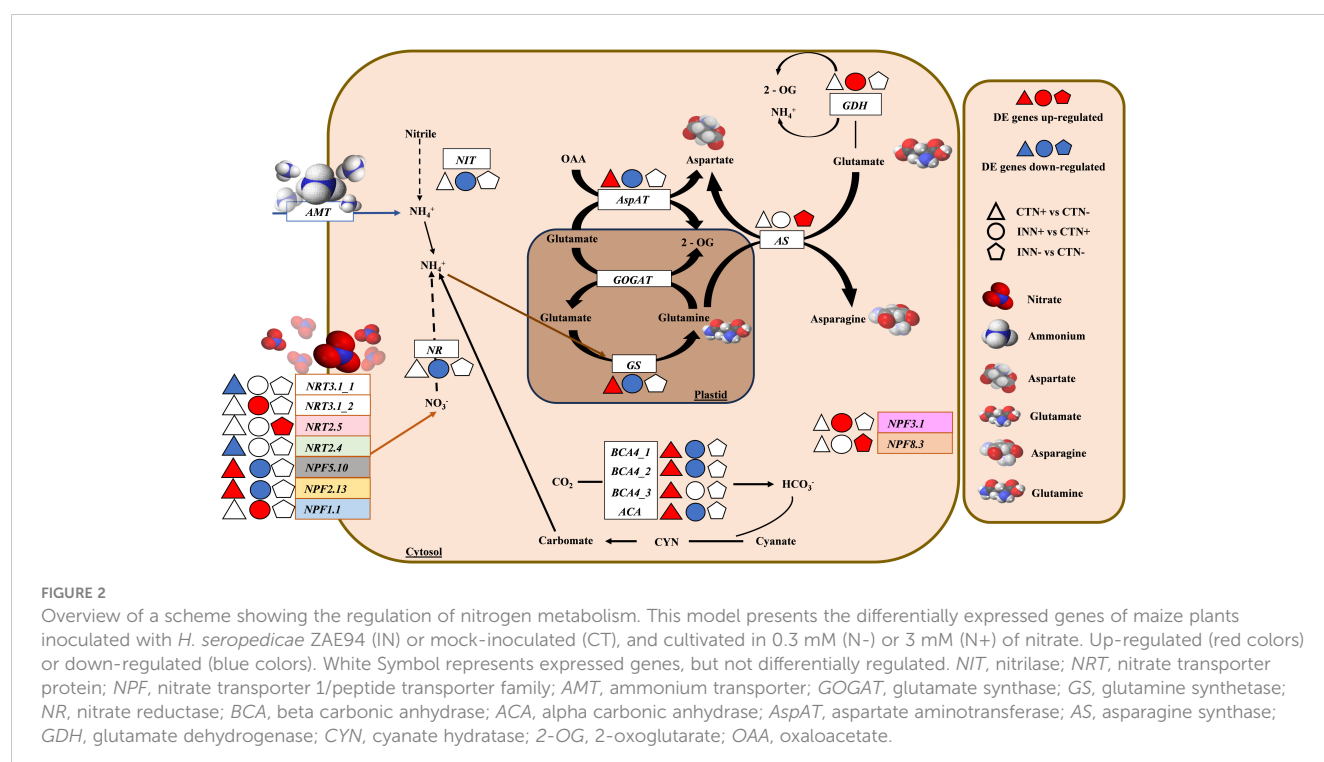 2 - OG
NH₄⁺
GDH
Nitrile
NIT
OAA
Aspartate
Glutamate
AspAT
AMT
NH₄⁺
Glutamate
2 - OG
AS
NH₄⁺
GOGAT
Glutamate
Glutamine
Asparagine
NR
GS
Plastid
NO₃⁻
NRT3.1_1
NRT3.1_2
NRT2.5
NRT2.4
NPF5.10
NPF2.13
NPF1.1
NPF3.1
NPF8.3
BCA4_1
BCA4_2
CO₂
BCA4_3
HCO₃⁻
ACA
Carbomate
CYN
Cyanate
Cytosol
DE genes up-regulated
DE genes down-regulated
CTN+ vs CTN-
INN+ vs CTN+
INN- vs CTN-
Nitrate
Ammonium
Aspartate
Glutamate
Asparagine
Glutamine
FIGURE 2
Overview of a scheme showing the regulation of nitrogen metabolism. This model presents the differentially expressed genes of maize plants
inoculated with H. seropedicae ZAE94 (IN) or mock-inoculated (CT), and cultivated in 0.3 mM (N-) or 3 mM (N+) of nitrate. Up-regulated (red colors)
or down-regulated (blue colors). White Symbol represents expressed genes, but not differentially regulated. NIT, nitrilase; NRT, nitrate transporter
protein; NPF, nitrate transporter 1/peptide transporter family; AMT, ammonium transporter; GOGAT, glutamate synthase; GS, glutamine synthetase;
NR, nitrate reductase; BCA, beta carbonic anhydrase; ACA, alpha carbonic anhydrase; AspAT, aspartate aminotransferase; AS, asparagine synthase;
GDH, glutamate dehydrogenase; CYN, cyanate hydratase; 2-OG, 2-oxoglutarate; OAA, oxaloacetate.